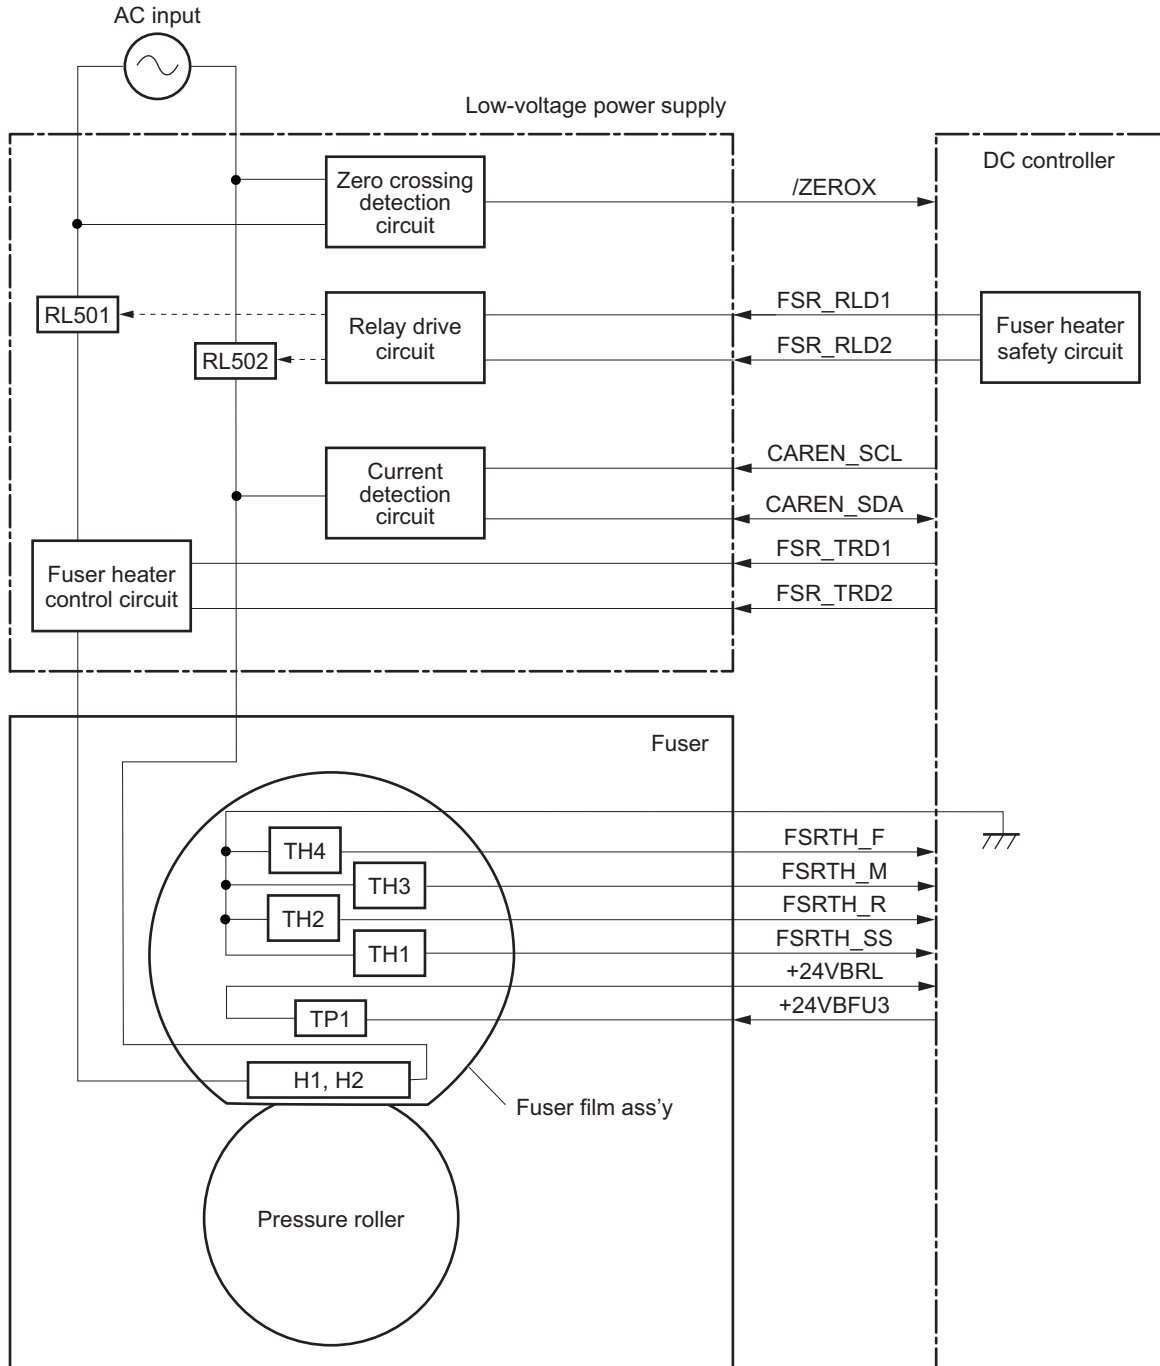 AC input
Low-voltage power supply
DC controller
Zero crossing
detection
circuit
/ZEROX
RL501
Relay drive
circuit
RL502
FSR_RLD1
FSR_RLD2
Fuser heater
safety circuit
Current
detection
circuit
CAREN_SCL
CAREN_SDA
Fuser heater
control circuit
FSR_TRD1
FSR_TRD2
Fuser
TH4
FSRTH_F
TH3
FSRTH_M
TH2
FSRTH_R
TH1
FSRTH_SS
+24VBRL
TP1
+24VBFU3
H1, H2
Fuser film ass’y
Pressure roller